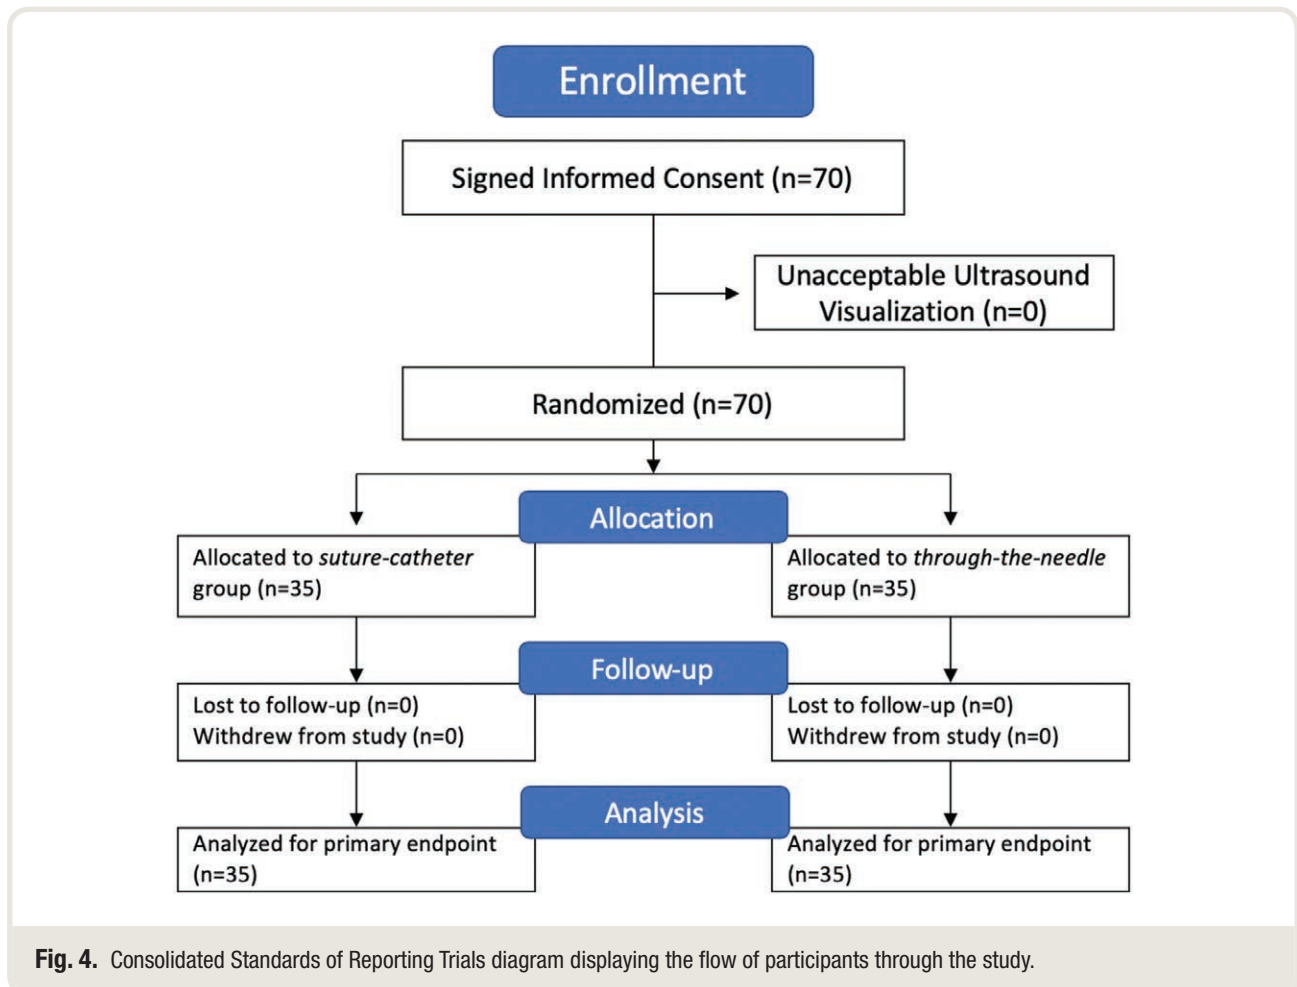 Enrollment
Signed Informed Consent (n=70)
Unacceptable Ultrasound
Visualization (n=0)
Randomized (n=70)
Allocation
Allocated to suture-catheter
group (n=35)
Allocated to through-the-needle
group (n=35)
Follow-up
Lost to follow-up (n=0)
Withdrew from study (n=0)
Lost to follow-up (n=0)
Withdrew from study (n=0)
Analysis
Analyzed for primary endpoint
(n=35)
Analyzed for primary endpoint
(n=35)
Fig. 4. Consolidated Standards of Reporting Trials diagram displaying the flow of participants through the study.